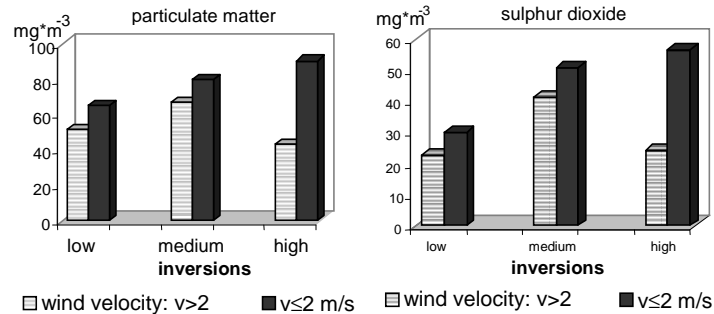 particulate matter
mg*m-3
100
80
60
40
20
0
low medium high
inversions
wind velocity: v>2 v≤2 m/s
sulphur dioxide
mg*m-3
60
50
40
30
20
10
0
low medium high
inversions
wind velocity: v>2 v≤2 m/s